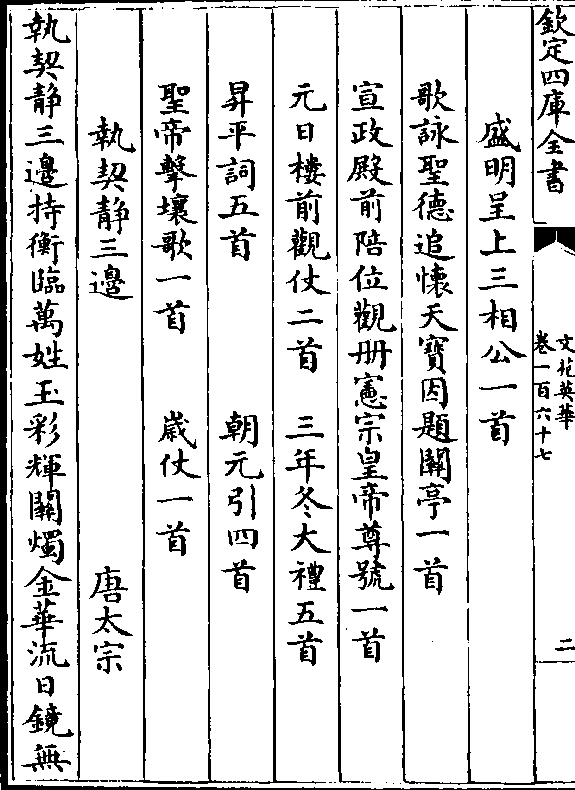 欽定四庫全書
文苑英華
卷一百六十七
二
盛明呈上三相公一首
歌詠聖德追懷天寶因題關亭一首
宣政殿前陪位觀册憲宗皇帝尊號一首
元日樓前觀仗二首　三年冬大禮五首
昇平詞五首　朝元引四首
聖帝擊壤歌一首　歲仗一首
執契静三邊　唐太宗
執契静三邊持衡臨萬姓玉彩輝關燭金華流日鏡無